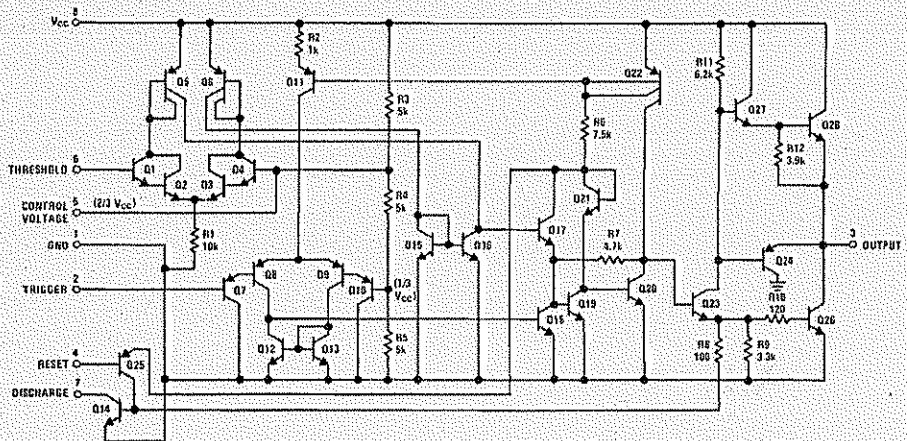 VCC 8
R2
1k
Q11
Q5
Q6
R3
5k
Q22
R6
7.5k
R11
6.2k
Q27
Q28
R12
3.9k
THRESHOLD 6
Q1
Q2
Q3
Q4
CONTROL VOLTAGE 5
(2/3 VCC)
R1
10k
GND 1
R4
5k
Q15
Q16
Q17
Q21
R7
4.7k
Q24
3 OUTPUT
TRIGGER 2
Q7
Q8
Q9
Q10
(1/3
VCC)
Q18
Q19
Q20
Q23
R10
120
Q26
Q12
Q13
R5
5k
R8
100
R9
3.3k
RESET 4
Q25
DISCHARGE 7
Q14